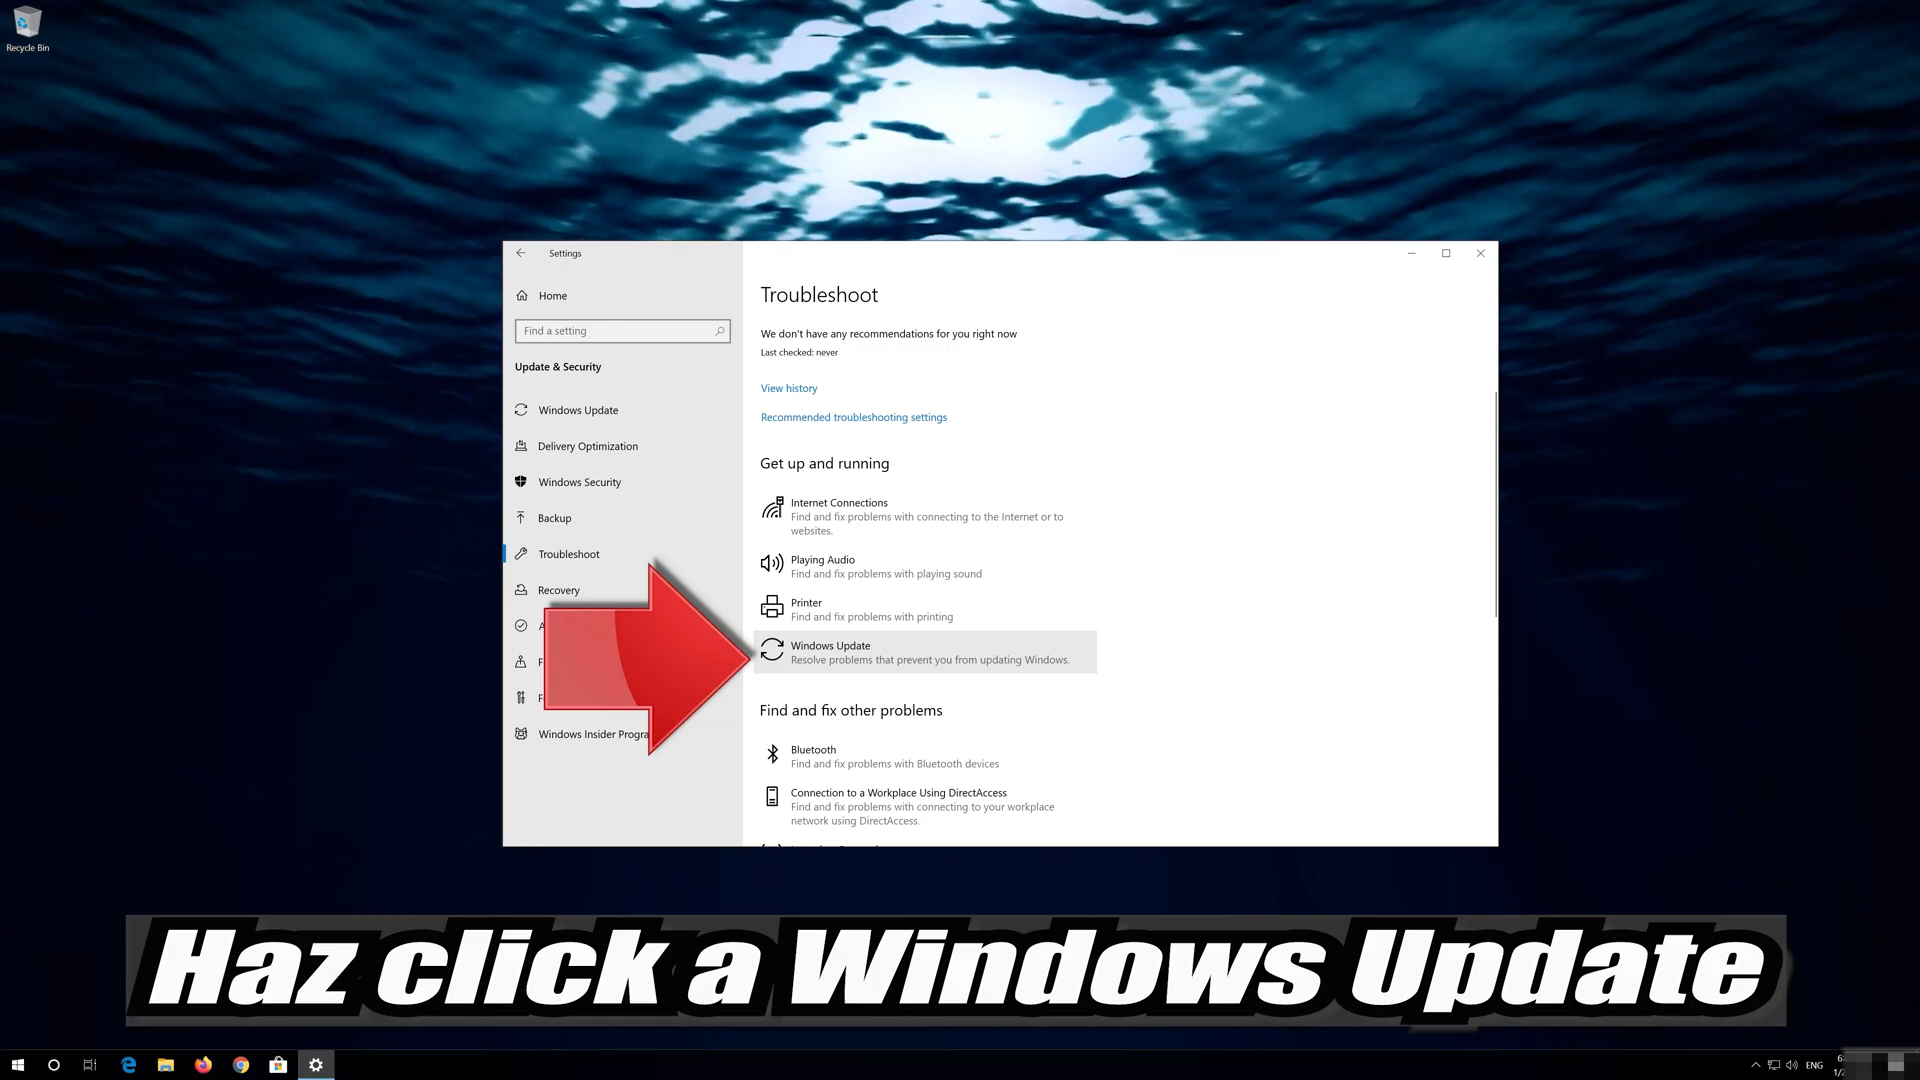 Recycle Bin
Settings
Home
Find a setting
Update & Security
Windows Update
Delivery Optimization
Windows Security
Backup
Troubleshoot
Recovery
Windows Insider
Troubleshoot
We don't have any recommendations for you right now
Last checked: never
View history
Recommended troubleshooting settings
Get up and running
Internet Connections
Find and fix problems with connecting to the Internet or to
websites.
Playing Audio
Find and fix problems with playing sound
Printer
Find and fix problems with printing
Windows Update
Resolve problems that prevent you from updating Windows.
Find and fix other problems
Bluetooth
Find and fix problems with Bluetooth devices
Connection to a Workplace Using DirectAccess
Find and fix problems with connecting to your workplace
network using DirectAccess.
Haz click a Windows Update
ENG